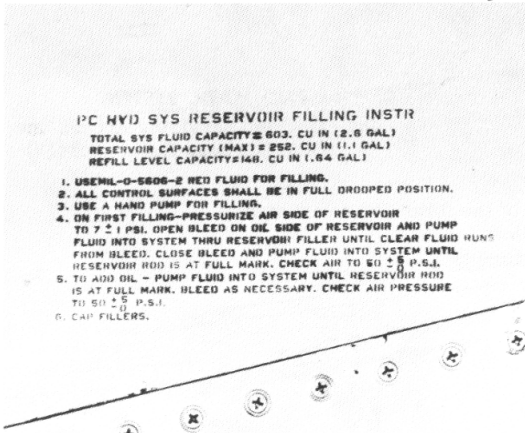 PC HYD SYS RESERVOIR FILLING INSTR
TOTAL SYS FLUID CAPACITY= 603. CU IN (2.6 GAL)
RESERVOIR CAPACITY (MAX) = 252. CU IN (1.1 GAL)
REFILL LEVEL CAPACITY=148. CU IN (.64 GAL)
1. USEMIL-O-5606-2 RED FLUID FOR FILLING.
2. ALL CONTROL SURFACES SHALL BE IN FULL DROOPED POSITION.
3. USE A HAND PUMP FOR FILLING.
4. ON FIRST FILLING-PRESSURIZE AIR SIDE OF RESERVOIR
TO 7 ± 1 PSI. OPEN BLEED ON OIL SIDE OF RESERVOIR AND PUMP
FLUID INTO SYSTEM THRU RESERVOIR FILLER UNTIL CLEAR FLUID RUNS
FROM BLEED. CLOSE BLEED AND PUMP FLUID INTO SYSTEM UNTIL
RESERVOIR ROD IS AT FULL MARK. CHECK AIR TO 50 +5 -0 P.S.I.
5. TO ADD OIL - PUMP FLUID INTO SYSTEM UNTIL RESERVOIR ROD
IS AT FULL MARK. BLEED AS NECESSARY. CHECK AIR PRESSURE
TO 50 +5 -0 P.S.I.
6. CAP FILLERS.